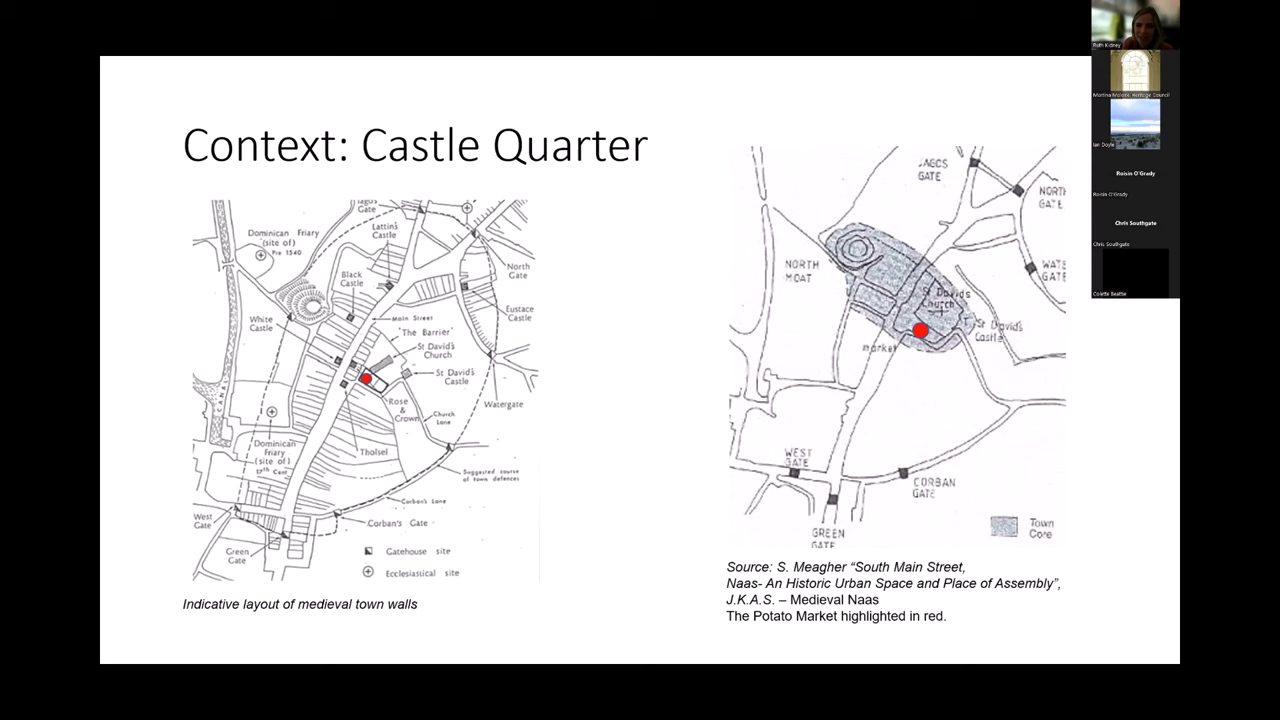 Context: Castle Quarter
Jago's
Gate
Lattin's
Castle
Dominican Friary
(site of)
Pre 1540
Black
Castle
North
Gate
White
Castle
Main Street
Eustace
Castle
'The Barrier'
St David's
Church
St David's
Castle
CANAL
Rose
&
Crown
Church
Lane
Watergate
Dominican
Friary
(site of)
17th Cent
Tholsel
Suggested course
of town defences
Corban's Lane
West
Gate
Corban's Gate
Green
Gate
Gatehouse site
Ecclesiastical site
Indicative layout of medieval town walls
JAGOS
GATE
NORTH
GATE
NORTH
MOAT
WATE
GATE
St David's
Church
St David's
Castle
market
WEST
GATE
CORBAN
GATE
GREEN
GATE
Town
Core
Source: S. Meagher “South Main Street,
Naas- An Historic Urban Space and Place of Assembly”,
J.K.A.S. – Medieval Naas
The Potato Market highlighted in red.
Ruth Kidney
Heritage Council
Ian Doyle
Roisin O'Grady
Roisin O'Grady
Chris Southgate
Chris Southgate
Colette Beattie